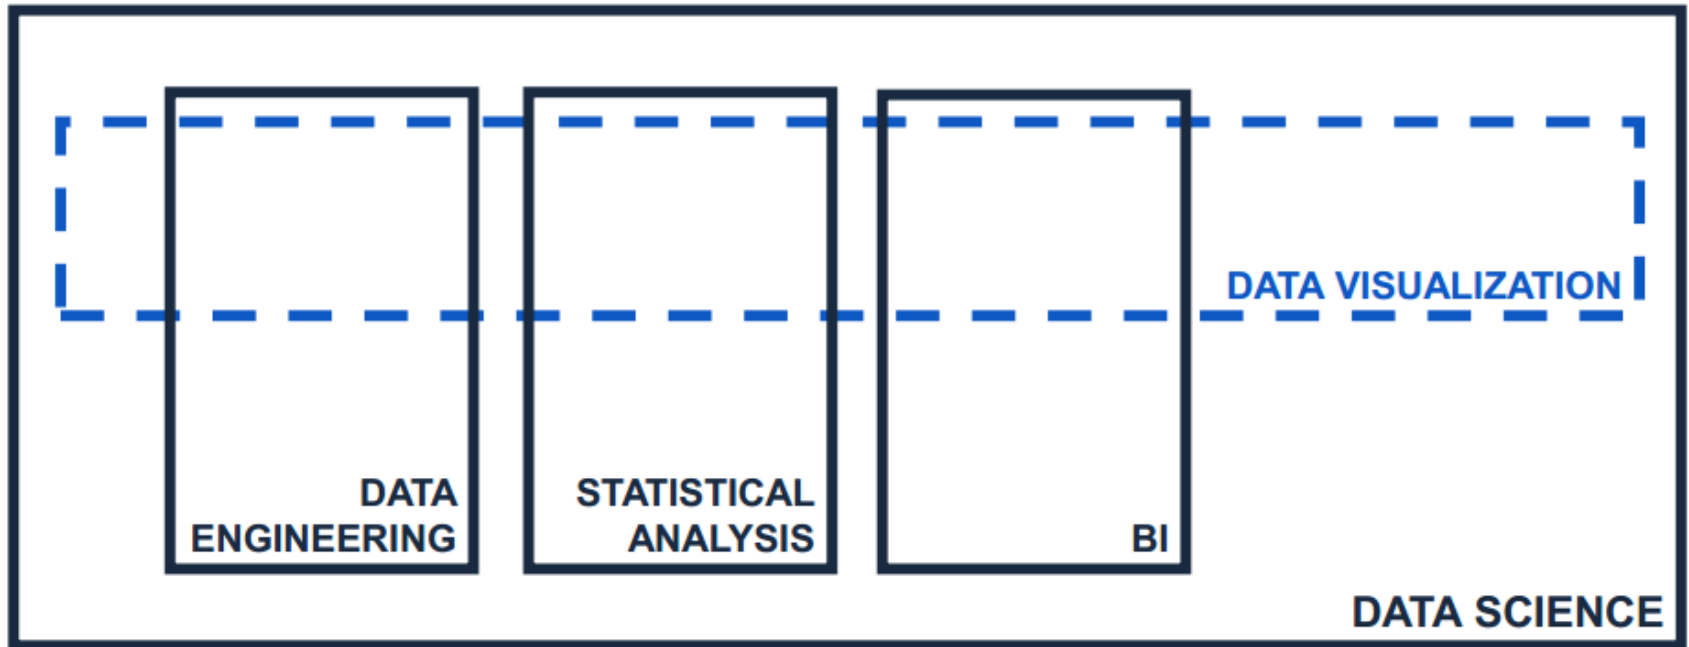 DATA VISUALIZATION
DATA
ENGINEERING
STATISTICAL
ANALYSIS
BI
DATA SCIENCE